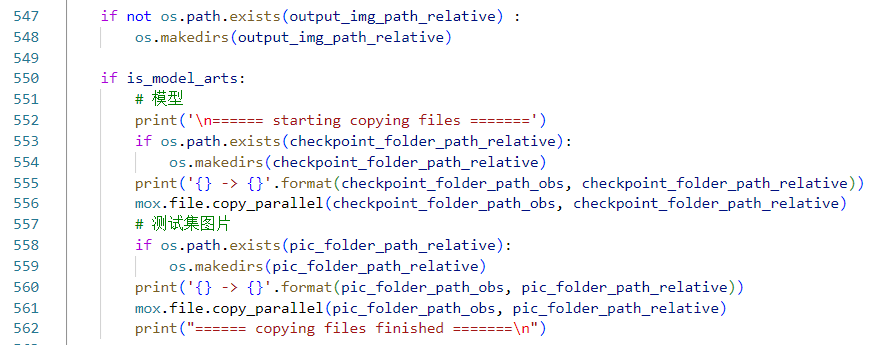 547 if not os.path.exists(output_img_path_relative) :
548 os.makedirs(output_img_path_relative)
549
550 if is_model_arts:
551 # 模型
552 print('\n====== starting copying files =======')
553 if os.path.exists(checkpoint_folder_path_relative):
554 os.makedirs(checkpoint_folder_path_relative)
555 print('{} -> {}'.format(checkpoint_folder_path_obs, checkpoint_folder_path_relative))
556 mox.file.copy_parallel(checkpoint_folder_path_obs, checkpoint_folder_path_relative)
557 # 测试集图片
558 if os.path.exists(pic_folder_path_relative):
559 os.makedirs(pic_folder_path_relative)
560 print('{} -> {}'.format(pic_folder_path_obs, pic_folder_path_relative))
561 mox.file.copy_parallel(pic_folder_path_obs, pic_folder_path_relative)
562 print("====== copying files finished =======\n")